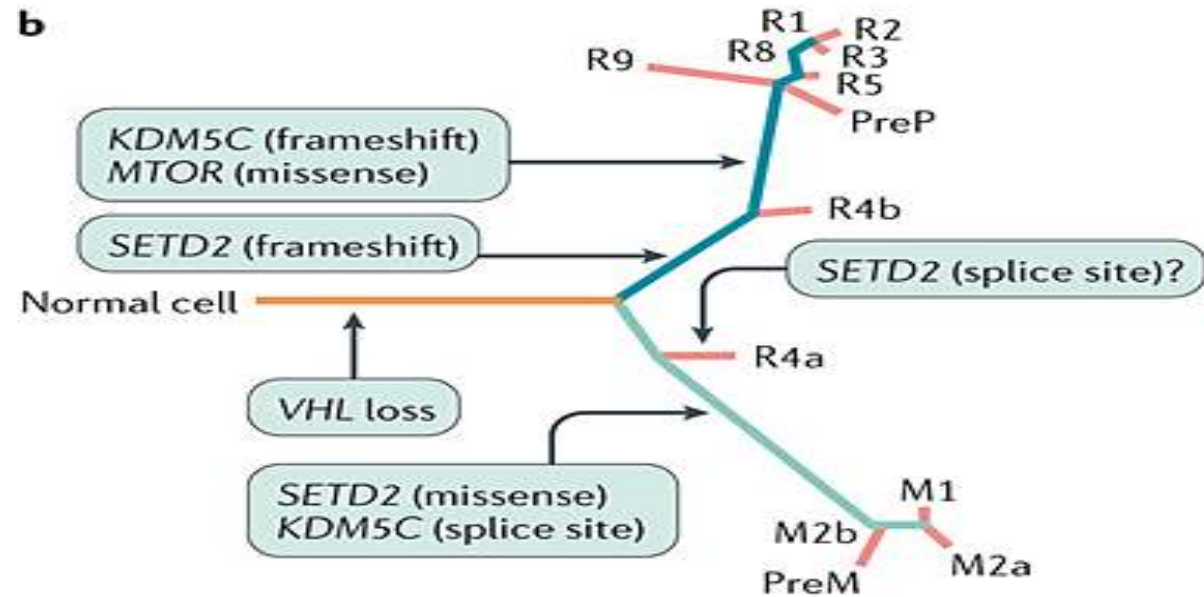 b
R1
R2
R8
R3
R9
R5
PreP
KDM5C (frameshift)
MTOR (missense)
R4b
SETD2 (frameshift)
SETD2 (splice site)?
Normal cell
R4a
VHL loss
SETD2 (missense)
KDM5C (splice site)
M1
M2b
M2a
PreM